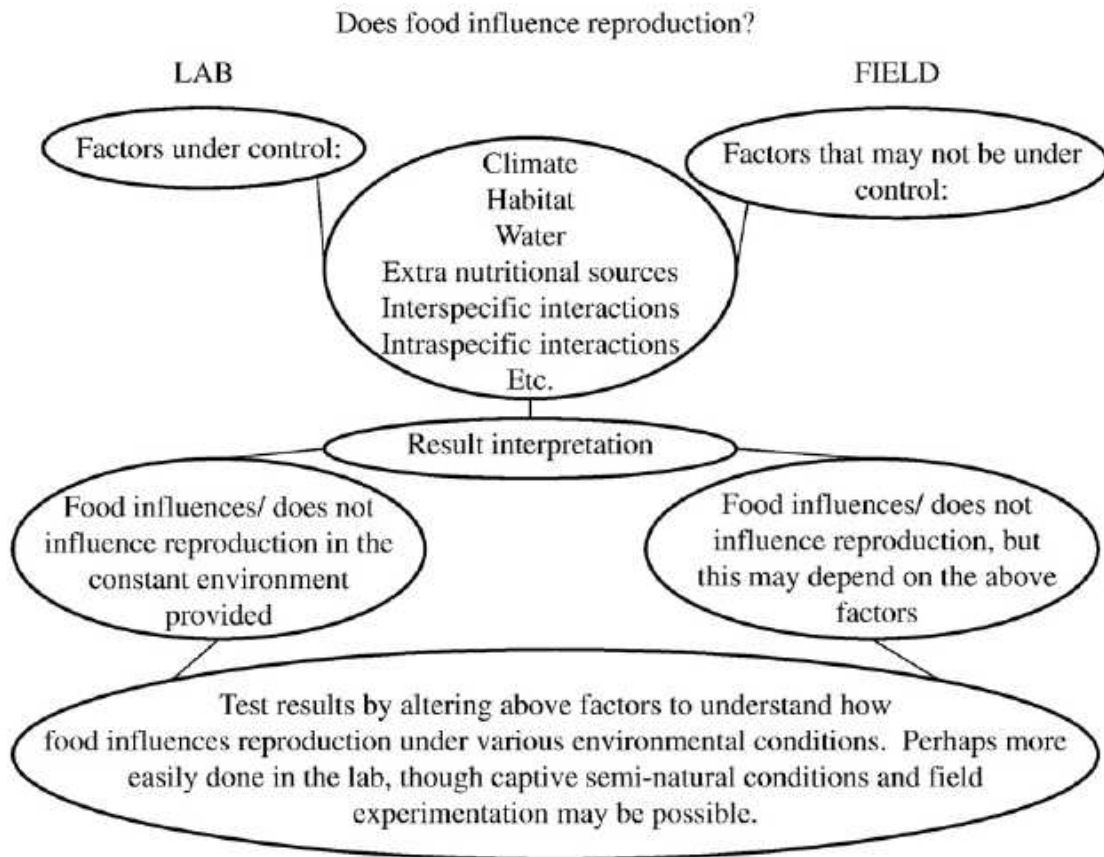 Does food influence reproduction?
LAB
FIELD
Factors under control:
Factors that may not be under
control:
Climate
Habitat
Water
Extra nutritional sources
Interspecific interactions
Intraspecific interactions
Etc.
Result interpretation
Food influences/ does not
influence reproduction in the
constant environment
provided
Food influences/ does not
influence reproduction, but
this may depend on the above
factors
Test results by altering above factors to understand how
food influences reproduction under various environmental conditions.  Perhaps more
easily done in the lab, though captive semi-natural conditions and field
experimentation may be possible.